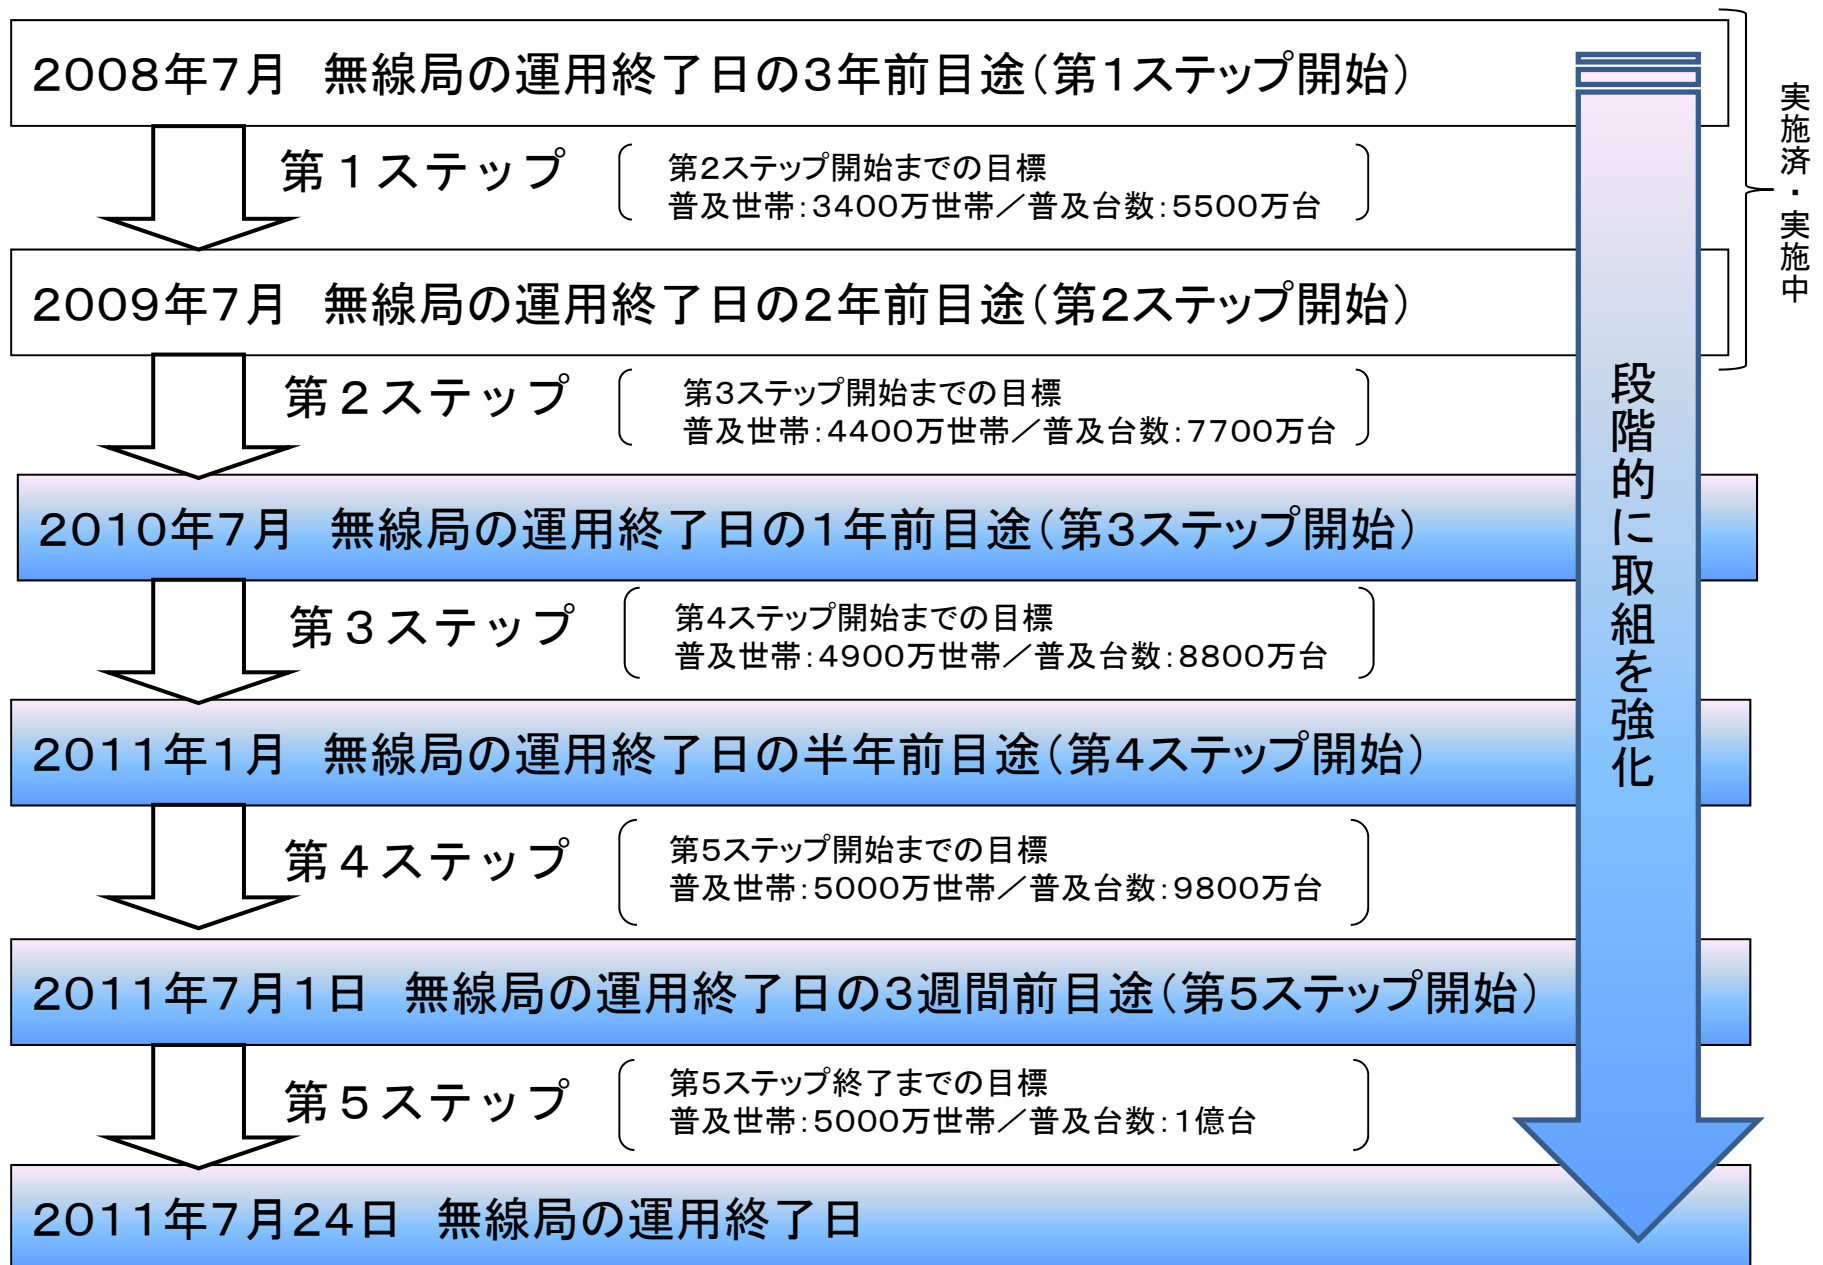 2008年7月　無線局の運用終了日の3年前目途（第1ステップ開始）
第1ステップ
第2ステップ開始までの目標
普及世帯：3400万世帯／普及台数：5500万台
2009年7月　無線局の運用終了日の2年前目途（第2ステップ開始）
実施済・実施中
第2ステップ
第3ステップ開始までの目標
普及世帯：4400万世帯／普及台数：7700万台
2010年7月　無線局の運用終了日の1年前目途（第3ステップ開始）
第3ステップ
第4ステップ開始までの目標
普及世帯：4900万世帯／普及台数：8800万台
段階的に取組を強化
2011年1月　無線局の運用終了日の半年前目途（第4ステップ開始）
第4ステップ
第5ステップ開始までの目標
普及世帯：5000万世帯／普及台数：9800万台
2011年7月1日　無線局の運用終了日の3週間前目途（第5ステップ開始）
第5ステップ
第5ステップ終了までの目標
普及世帯：5000万世帯／普及台数：1億台
2011年7月24日　無線局の運用終了日